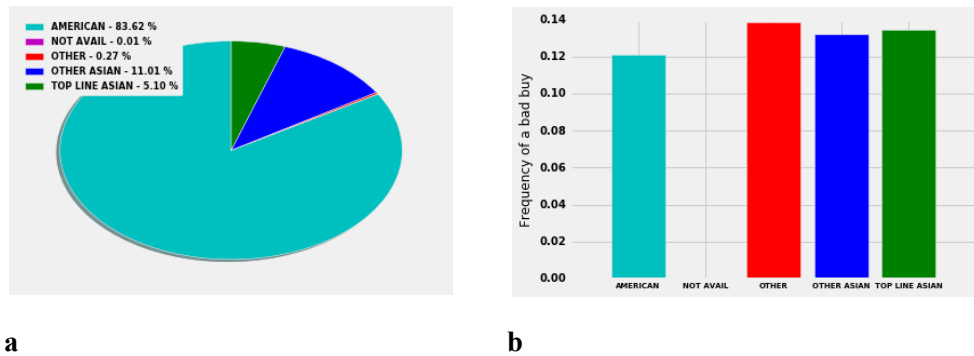 AMERICAN - 83.62 %
NOT AVAIL - 0.01 %
OTHER - 0.27 %
OTHER ASIAN - 11.01 %
TOP LINE ASIAN - 5.10 %
a
Frequency of a bad buy
0.14
0.12
0.10
0.08
0.06
0.04
0.02
0.00
AMERICAN NOT AVAIL OTHER OTHER ASIAN TOP LINE ASIAN
b